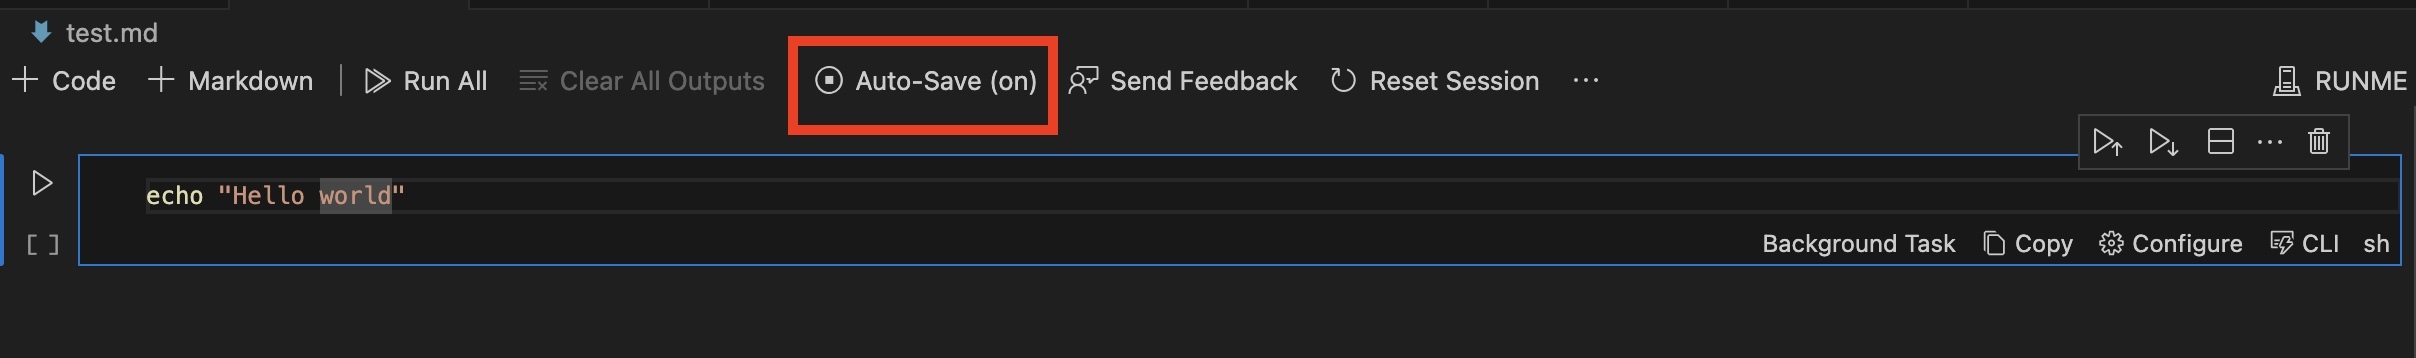 test.md
Code Markdown Run All Clear All Outputs Auto-Save (on) Send Feedback Reset Session ... RUNME
echo "Hello world"
[ ]
Background Task Copy Configure CLI sh